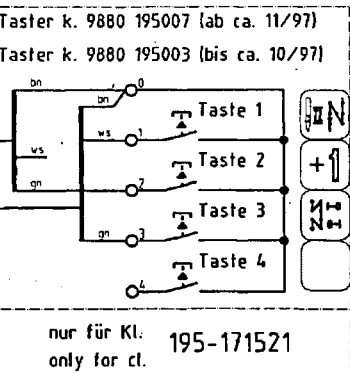 Taster k. 9880 195007 (ab ca. 11/97)
Taster k. 9880 195003 (bis ca. 10/97)
bn
0
bn
Taste 1
ws
1
ws
Taste 2
gn
2
Taste 3
gn
3
Taste 4
4
+1
nur für Kl. 195-171521
only for cl.